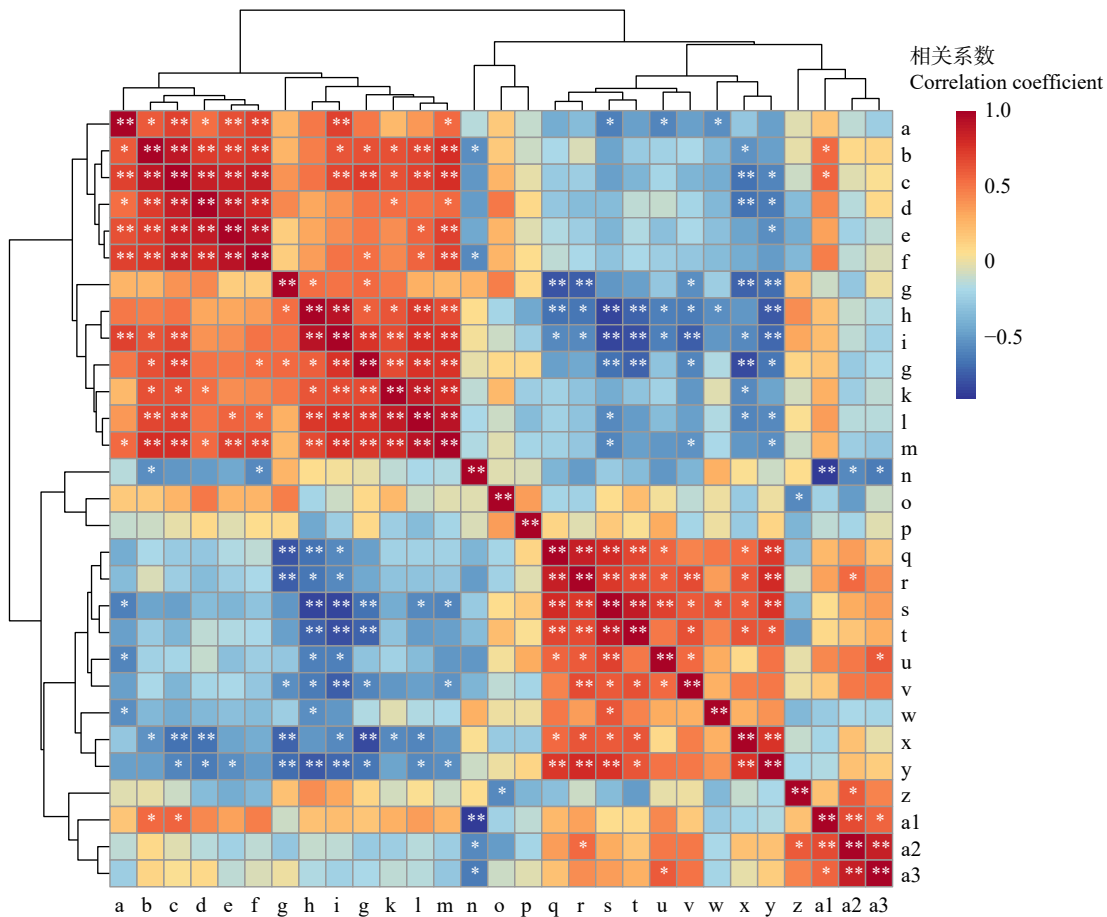 相关系数
Correlation coefficient
1.0
0.5
0
−0.5
a
b
c
d
e
f
g
h
i
g
k
l
m
n
o
p
q
r
s
t
u
v
w
x
y
z
a1
a2
a3
a b c d e f g h i g k l m n o p q r s t u v w x y z a1 a2 a3